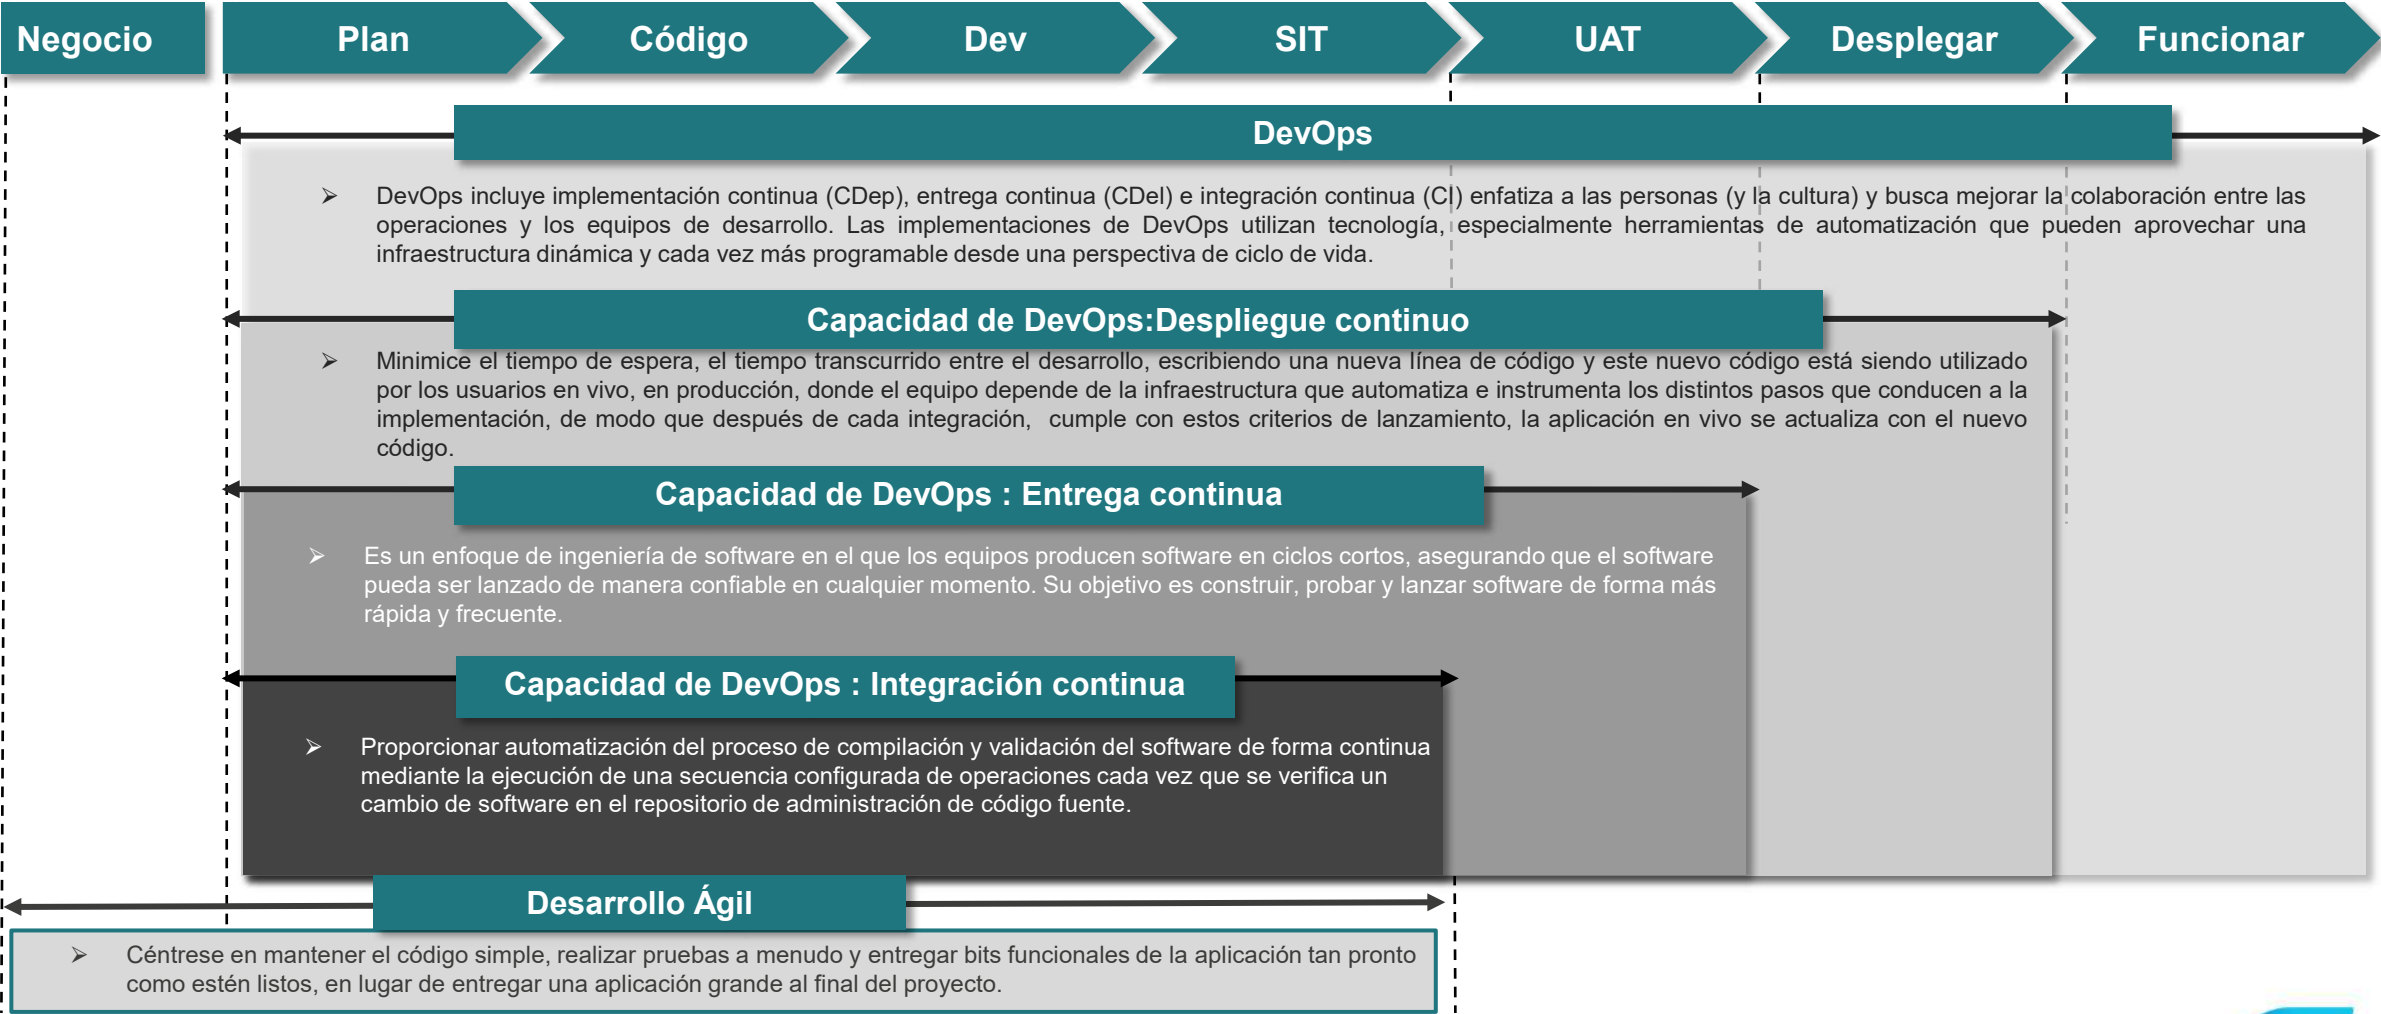 Negocio
Plan
Código
Dev
SIT
UAT
Desplegar
Funcionar
DevOps
➢ DevOps incluye implementación continua (CDep), entrega continua (CDel) e integración continua (CI) enfatiza a las personas (y la cultura) y busca mejorar la colaboración entre las
operaciones y los equipos de desarrollo. Las implementaciones de DevOps utilizan tecnología, especialmente herramientas de automatización que pueden aprovechar una
infraestructura dinámica y cada vez más programable desde una perspectiva de ciclo de vida.
Capacidad de DevOps:Despliegue continuo
➢ Minimice el tiempo de espera, el tiempo transcurrido entre el desarrollo, escribiendo una nueva línea de código y este nuevo código está siendo utilizado
por los usuarios en vivo, en producción, donde el equipo depende de la infraestructura que automatiza e instrumenta los distintos pasos que conducen a la
implementación, de modo que después de cada integración, cumple con estos criterios de lanzamiento, la aplicación en vivo se actualiza con el nuevo
código.
Capacidad de DevOps : Entrega continua
➢ Es un enfoque de ingeniería de software en el que los equipos producen software en ciclos cortos, asegurando que el software
pueda ser lanzado de manera confiable en cualquier momento. Su objetivo es construir, probar y lanzar software de forma más
rápida y frecuente.
Capacidad de DevOps : Integración continua
➢ Proporcionar automatización del proceso de compilación y validación del software de forma continua
mediante la ejecución de una secuencia configurada de operaciones cada vez que se verifica un
cambio de software en el repositorio de administración de código fuente.
Desarrollo Ágil
➢ Céntrese en mantener el código simple, realizar pruebas a menudo y entregar bits funcionales de la aplicación tan pronto
como estén listos, en lugar de entregar una aplicación grande al final del proyecto.